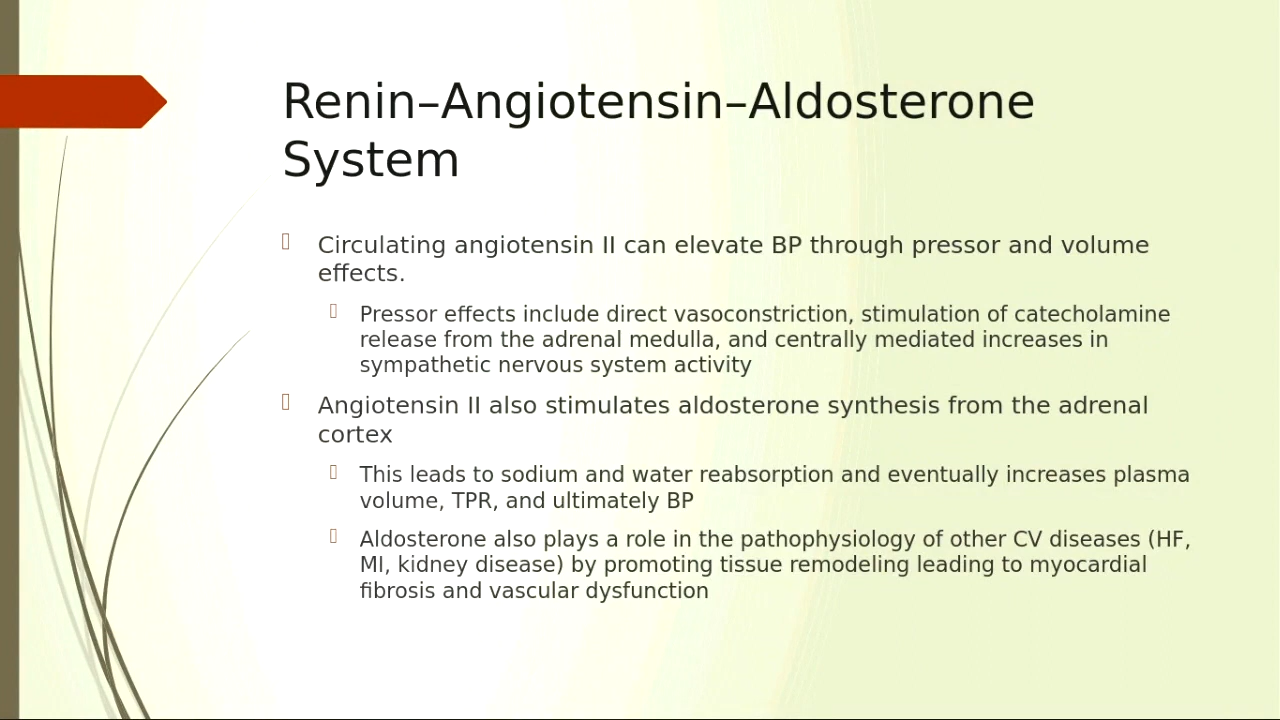 Renin–Angiotensin–Aldosterone
System
Circulating angiotensin II can elevate BP through pressor and volume
effects.
Pressor effects include direct vasoconstriction, stimulation of catecholamine
release from the adrenal medulla, and centrally mediated increases in
sympathetic nervous system activity
Angiotensin II also stimulates aldosterone synthesis from the adrenal
cortex
This leads to sodium and water reabsorption and eventually increases plasma
volume, TPR, and ultimately BP
Aldosterone also plays a role in the pathophysiology of other CV diseases (HF,
MI, kidney disease) by promoting tissue remodeling leading to myocardial
fibrosis and vascular dysfunction